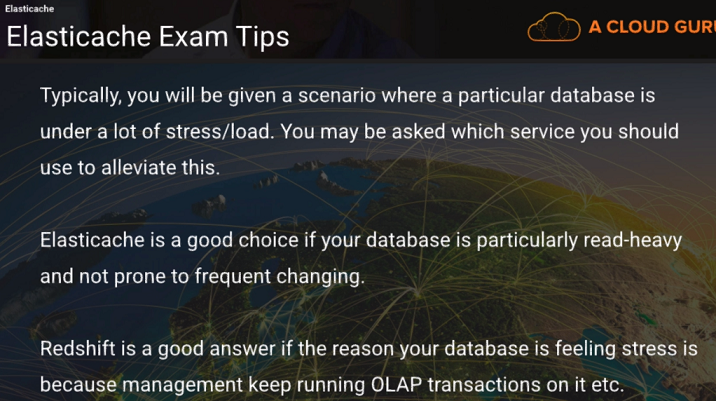 Elasticache
Elasticache Exam Tips
A CLOUD GURU
Typically, you will be given a scenario where a particular database is
under a lot of stress/load. You may be asked which service you should
use to alleviate this.
Elasticache is a good choice if your database is particularly read-heavy
and not prone to frequent changing.
Redshift is a good answer if the reason your database is feeling stress is
because management keep running OLAP transactions on it etc.